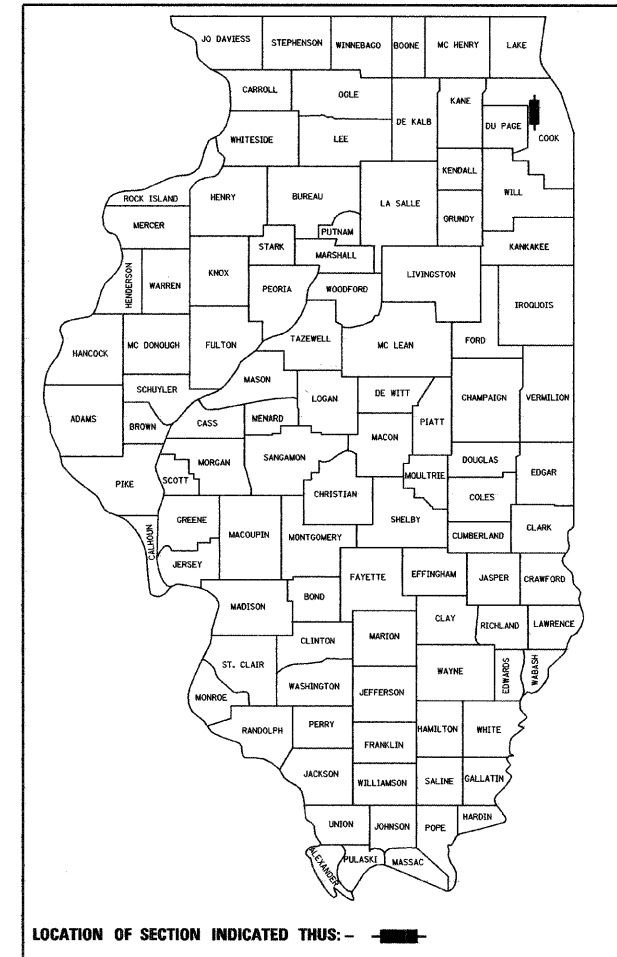 JO DAVIESS
STEPHENSON
WINNEBAGO
BOONE
MC HENRY
LAKE
CARROLL
OGLE
DE KALB
KANE
DU PAGE
COOK
WHITESIDE
LEE
KENDALL
WILL
ROCK ISLAND
HENRY
BUREAU
LA SALLE
GRUNDY
MERCER
PUTNAM
STARK
MARSHALL
KANKAKEE
HENDERSON
WARREN
KNOX
PEORIA
WOODFORD
LIVINGSTON
IROQUOIS
HANCOCK
MC DONOUGH
FULTON
TAZEWELL
MC LEAN
FORD
SCHUYLER
MASON
LOGAN
DE WITT
CHAMPAIGN
VERMILION
ADAMS
BROWN
CASS
MENARD
MACON
PIATT
PIKE
SCOTT
MORGAN
SANGAMON
CHRISTIAN
MOULTRIE
DOUGLAS
EDGAR
COLES
CALHOUN
GREENE
MACOUPIN
MONTGOMERY
SHELBY
CUMBERLAND
CLARK
JERSEY
FAYETTE
EFFINGHAM
JASPER
CRAWFORD
MADISON
BOND
CLAY
RICHLAND
LAWRENCE
CLINTON
MARION
ST. CLAIR
WAYNE
EDWARDS
WABASH
WASHINGTON
JEFFERSON
MONROE
RANDOLPH
PERRY
HAMILTON
WHITE
FRANKLIN
JACKSON
WILLIAMSON
SALINE
GALLATIN
UNION
JOHNSON
POPE
HARDIN
ALEXANDER
PULASKI
MASSAC
LOCATION OF SECTION INDICATED THUS: -